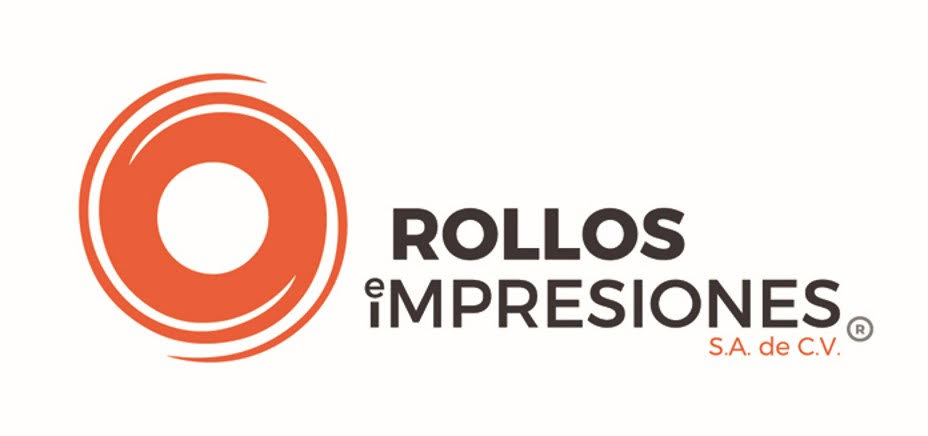 ROLLOS
e iMPRESIONES ®
S.A. de C.V.